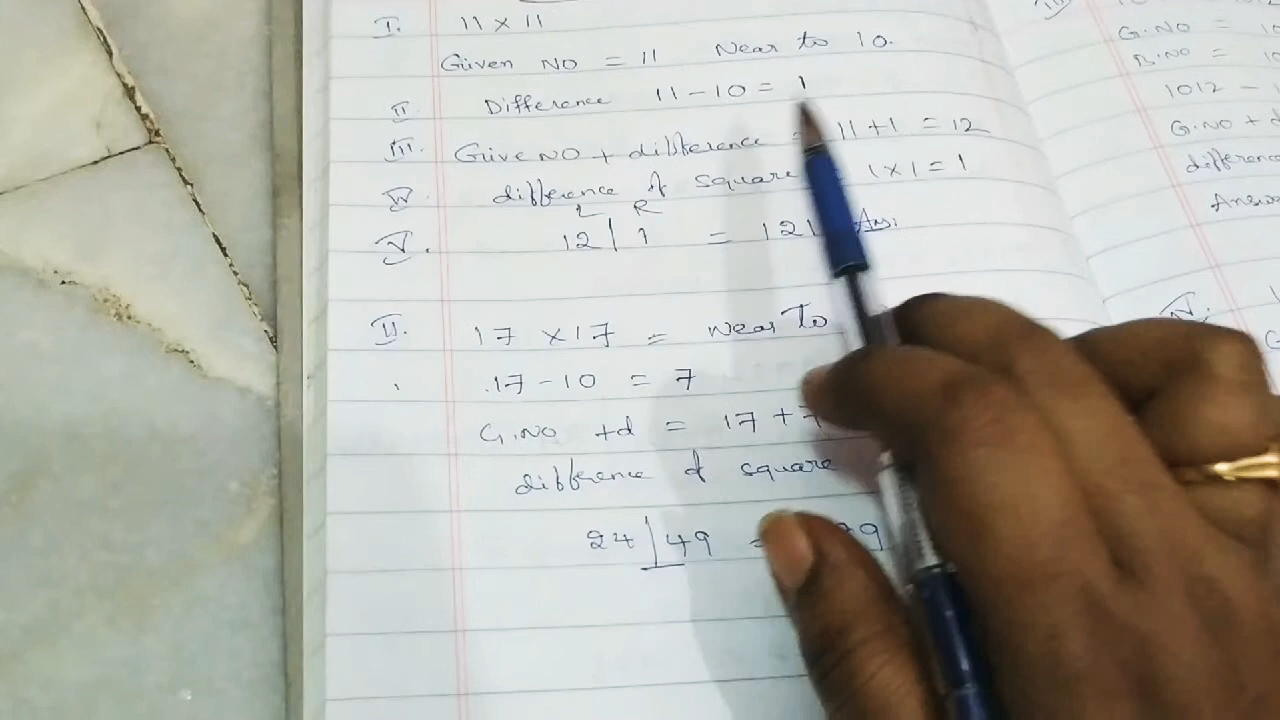 I. 11 x 11
Given NO = 11 Near to 10.
II Difference 11 - 10 = 1
III. Give NO + difference = 11 + 1 = 12
IV difference of square 1 x 1 = 1
L R
V. 12 | 1 = 121 Ans:
II. 17 x 17 = Near To
17 - 10 = 7
G.NO + d = 17 + 7
difference of square
24 | 49 = 9
G.NO =
R.NO =
1012 -
G.NO +
difference
Answer
V.